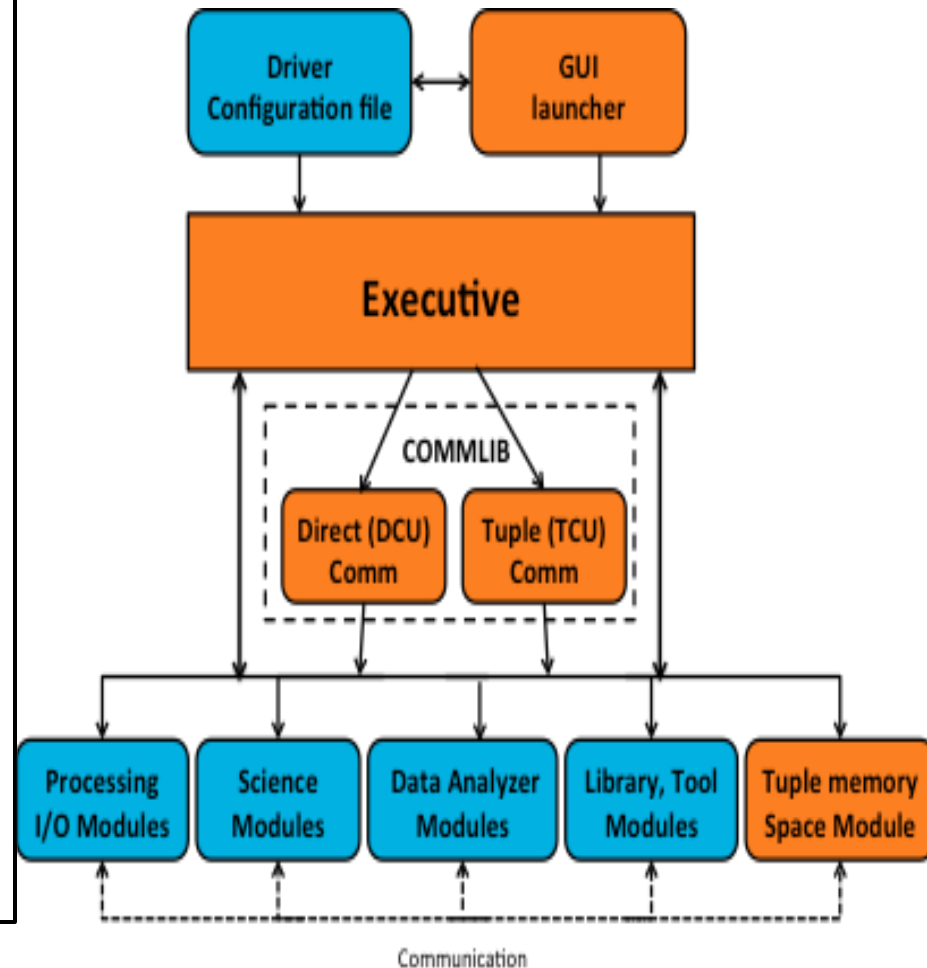 Driver
Configuration file
GUI
launcher
Executive
COMMLIB
Direct (DCU)
Comm
Tuple (TCU)
Comm
Processing
I/O Modules
Science
Modules
Data Analyzer
Modules
Library, Tool
Modules
Tuple memory
Space Module
Communication